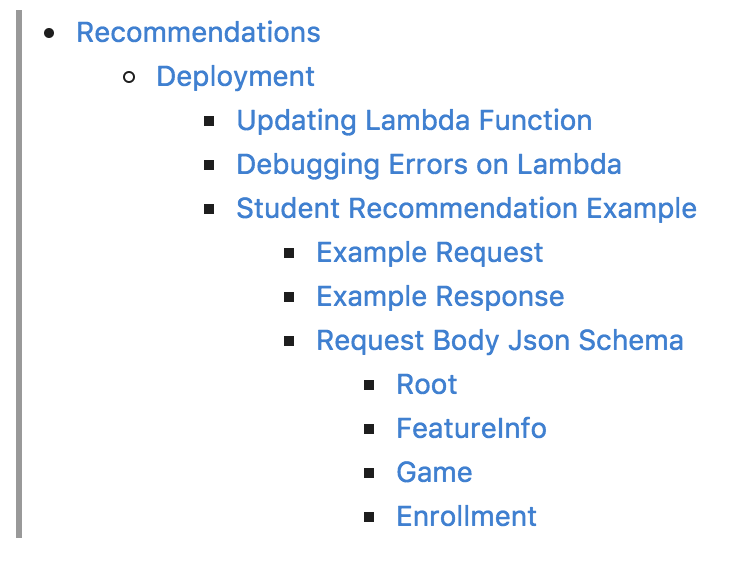 Recommendations
Deployment
Updating Lambda Function
Debugging Errors on Lambda
Student Recommendation Example
Example Request
Example Response
Request Body Json Schema
Root
FeatureInfo
Game
Enrollment